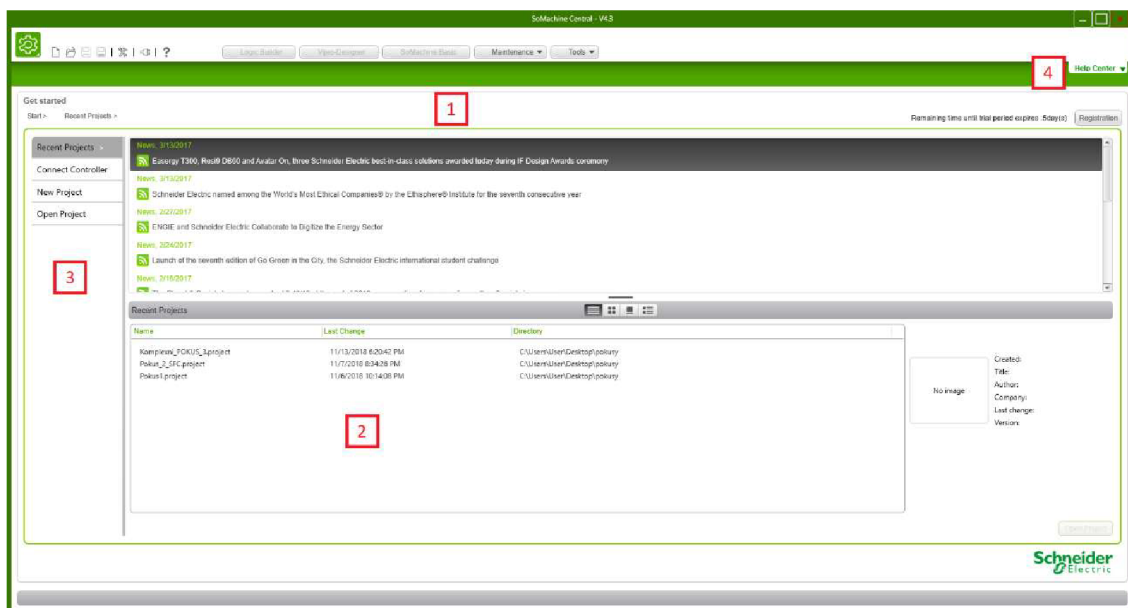 SoMachine Central - V4.3
Logic Builder Vijeo-Designer SoMachine Basic Maintenance Tools
4 Help Center
Get started
1
Start > Recent Projects >
Remaining time until trial period expires :5day(s) Registration
Recent Projects >
Connect Controller
New Project
Open Project
3
News, 3/13/2017
Easergy T300, Resi9 DB60 and Avatar On, three Schneider Electric best-in-class solutions awarded today during iF Design Awards ceremony
News, 3/13/2017
Schneider Electric named among the World's Most Ethical Companies® by the Ethisphere® Institute for the seventh consecutive year
News, 2/27/2017
ENGIE and Schneider Electric Collaborate to Digitize the Energy Sector
News, 2/24/2017
Launch of the seventh edition of Go Green in the City, the Schneider Electric international student challenge
News, 2/16/2017
Recent Projects
Name Last Change Directory
Komplexni_POKUS_3.project 11/13/2018 6:20:42 PM C:\Users\User\Desktop\pokusy
Pokus_2_SFC.project 11/7/2018 8:34:28 PM C:\Users\User\Desktop\pokusy
Pokus1.project 11/6/2018 10:14:08 PM C:\Users\User\Desktop\pokusy
2
No image
Created:
Title:
Author:
Company:
Last change:
Version:
Open Project
Schneider
Electric